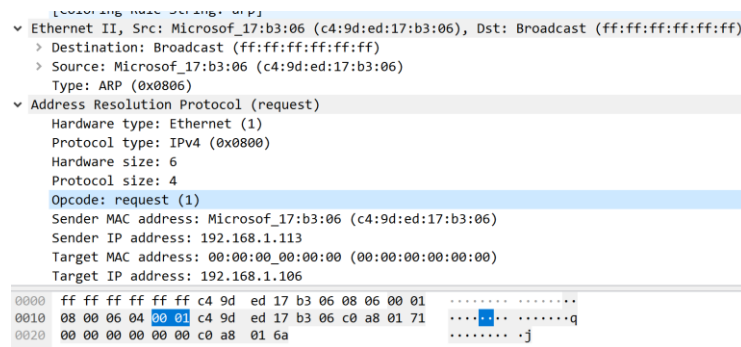 [Coloring Rule String: arp]
Ethernet II, Src: Microsof_17:b3:06 (c4:9d:ed:17:b3:06), Dst: Broadcast (ff:ff:ff:ff:ff:ff)
Destination: Broadcast (ff:ff:ff:ff:ff:ff)
Source: Microsof_17:b3:06 (c4:9d:ed:17:b3:06)
Type: ARP (0x0806)
Address Resolution Protocol (request)
Hardware type: Ethernet (1)
Protocol type: IPv4 (0x0800)
Hardware size: 6
Protocol size: 4
Opcode: request (1)
Sender MAC address: Microsof_17:b3:06 (c4:9d:ed:17:b3:06)
Sender IP address: 192.168.1.113
Target MAC address: 00:00:00_00:00:00 (00:00:00:00:00:00)
Target IP address: 192.168.1.106
0000 ff ff ff ff ff ff c4 9d ed 17 b3 06 08 06 00 01 ········ ········
0010 08 00 06 04 00 01 c4 9d ed 17 b3 06 c0 a8 01 71 ········ ·······q
0020 00 00 00 00 00 00 c0 a8 01 6a ········ ·j